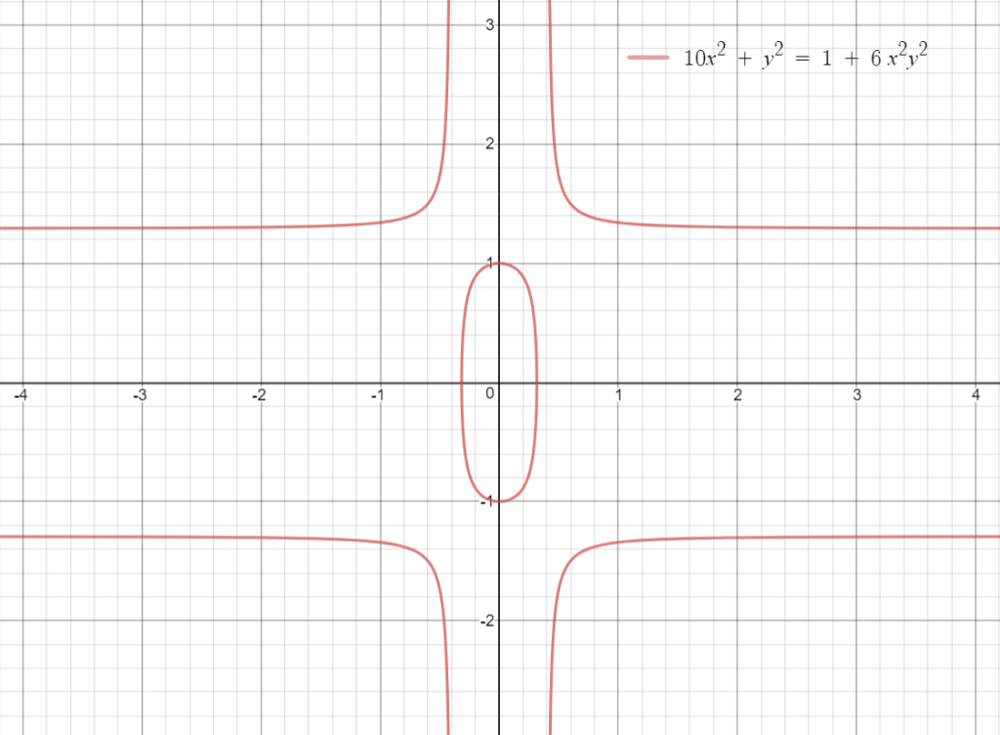 3
10x² + y² = 1 + 6 x²y²
2
1
-4 -3 -2 -1 0 1 2 3 4
-1
-2